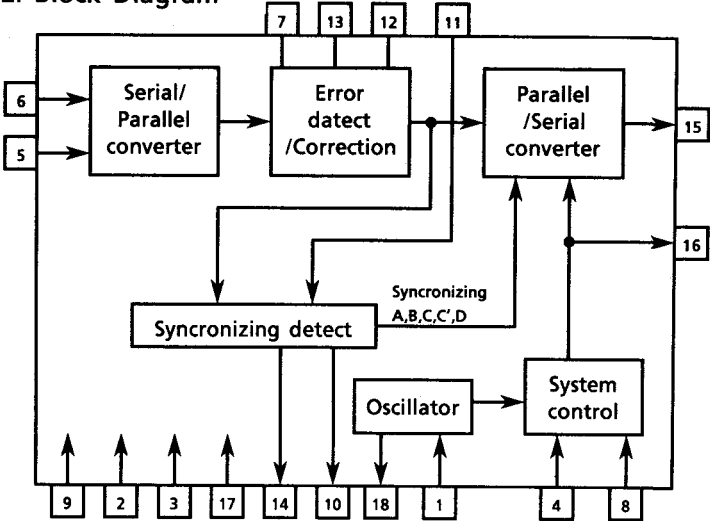 2. Block Diagram
7 13 12 11
6
5
Serial/
Parallel
converter
Error
datect
/Correction
Parallel
/Serial
converter
15
16
Syncronizing
A,B,C,C',D
Syncronizing detect
Oscillator
System
control
9 2 3 17 14 10 18 1 4 8